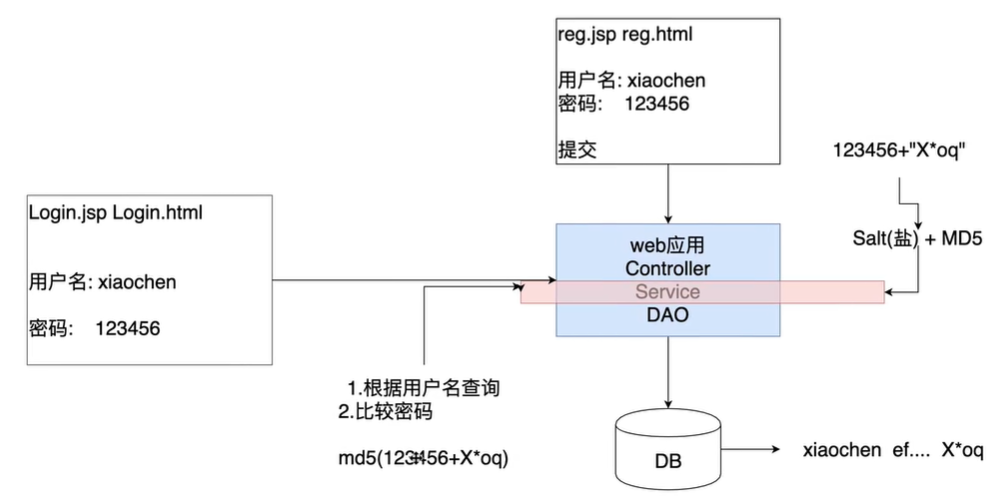 reg.jsp reg.html
用户名: xiaochen
密码: 123456
提交
123456+"X*oq"
Salt(盐) + MD5
Login.jsp Login.html
用户名: xiaochen
密码: 123456
web应用
Controller
Service
DAO
1.根据用户名查询
2.比较密码
md5(123456+X*oq)
DB
xiaochen ef.... X*oq